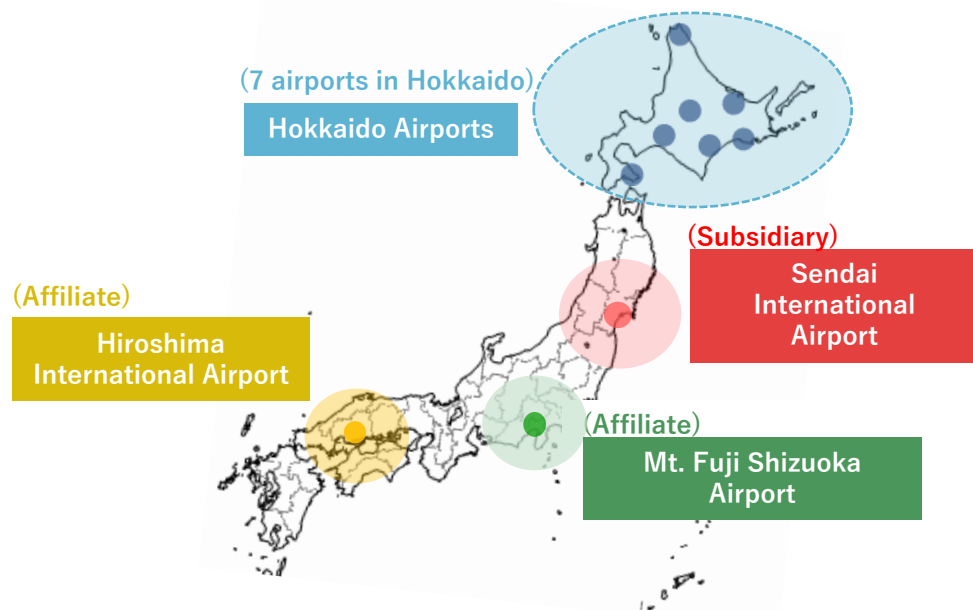 (7 airports in Hokkaido)
Hokkaido Airports
(Subsidiary)
Sendai
International
Airport
(Affiliate)
Hiroshima
International Airport
(Affiliate)
Mt. Fuji Shizuoka
Airport